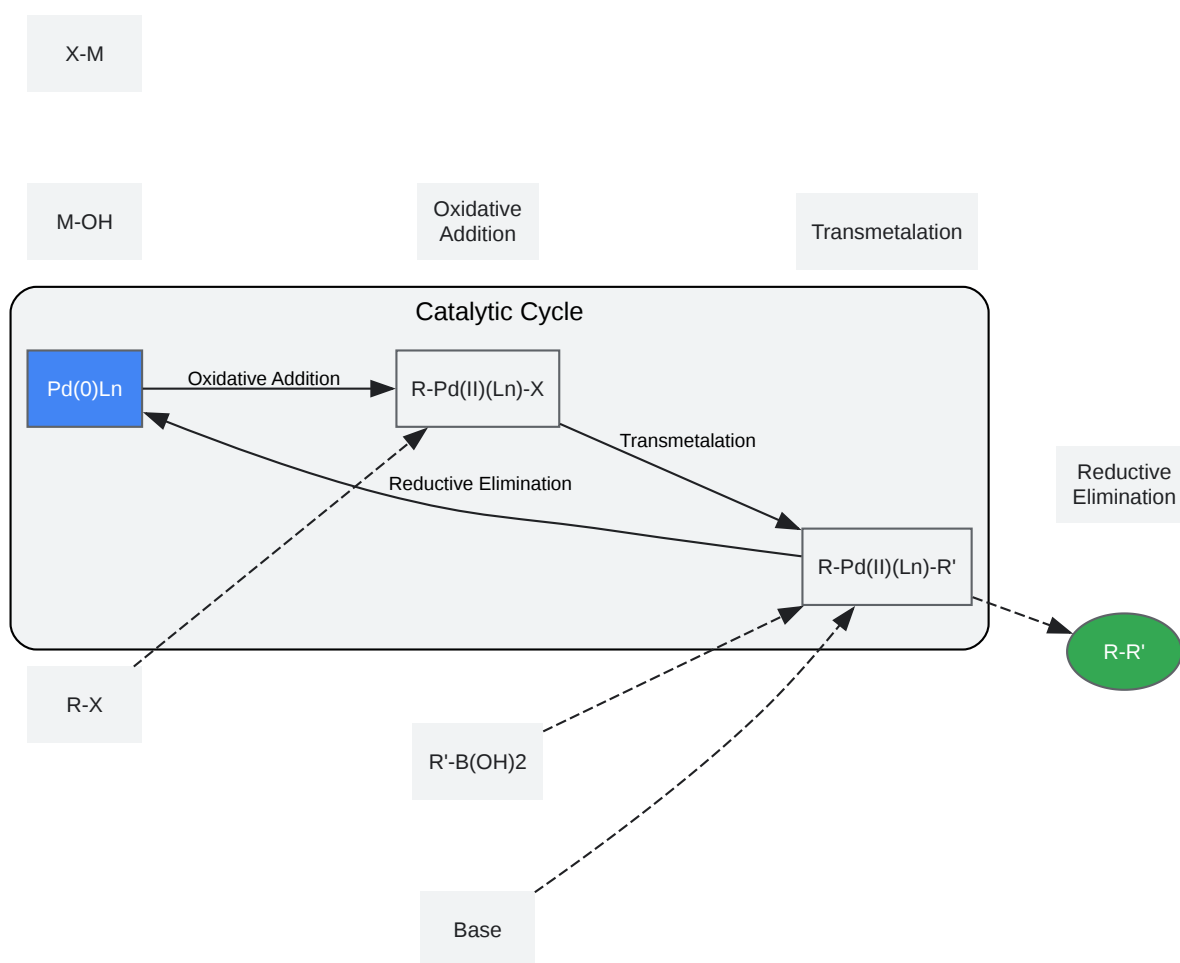 X-M
M-OH
Oxidative
Addition
Transmetalation
Catalytic Cycle
Pd(0)Ln
Oxidative Addition
R-Pd(II)(Ln)-X
Transmetalation
Reductive Elimination
Reductive
Elimination
R-Pd(II)(Ln)-R'
R-R'
R-X
R'-B(OH)2
Base